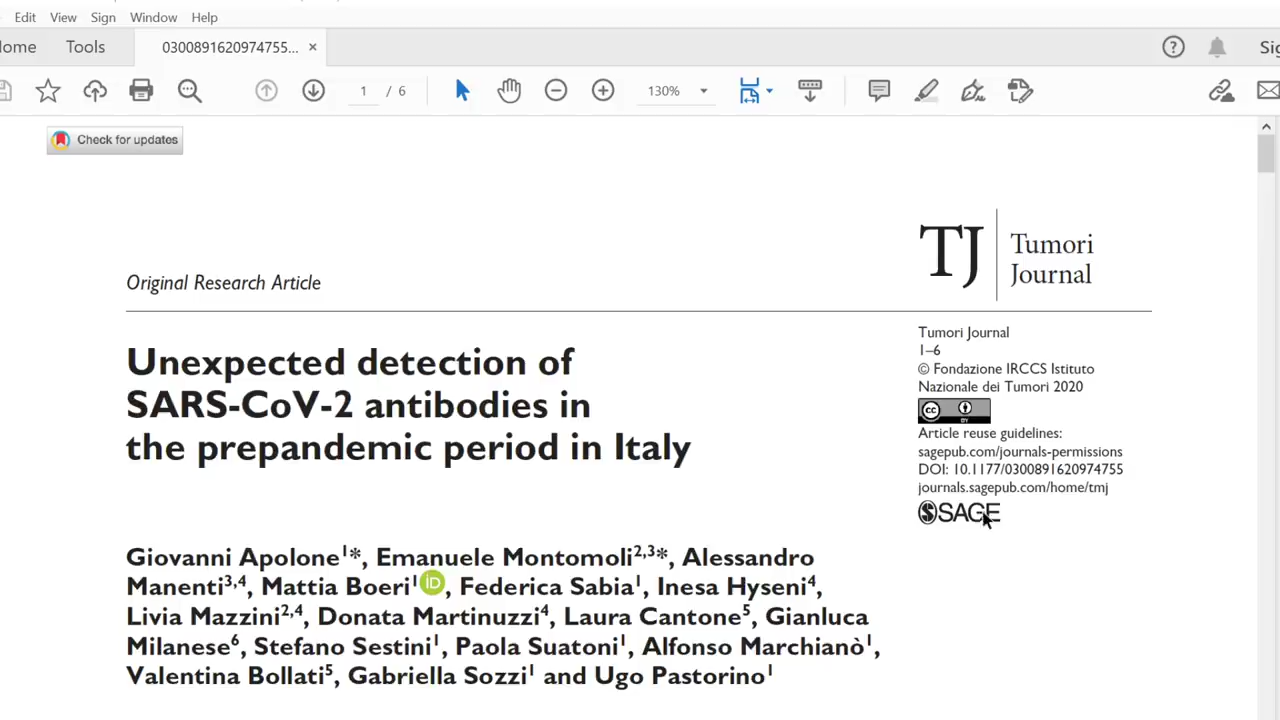 Edit View Sign Window Help
ome Tools 0300891620974755... × Sig
1 / 6 130%
Check for updates
TJ Tumori
Journal
Original Research Article
Tumori Journal
1–6
© Fondazione IRCCS Istituto
Nazionale dei Tumori 2020
cc BY
Article reuse guidelines:
sagepub.com/journals-permissions
DOI: 10.1177/0300891620974755
journals.sagepub.com/home/tmj
SAGE
Unexpected detection of
SARS-CoV-2 antibodies in
the prepandemic period in Italy
Giovanni Apolone1*, Emanuele Montomoli2,3*, Alessandro
Manenti3,4, Mattia Boeri1 iD, Federica Sabia1, Inesa Hyseni4,
Livia Mazzini2,4, Donata Martinuzzi4, Laura Cantone5, Gianluca
Milanese6, Stefano Sestini1, Paola Suatoni1, Alfonso Marchianò1,
Valentina Bollati5, Gabriella Sozzi1 and Ugo Pastorino1